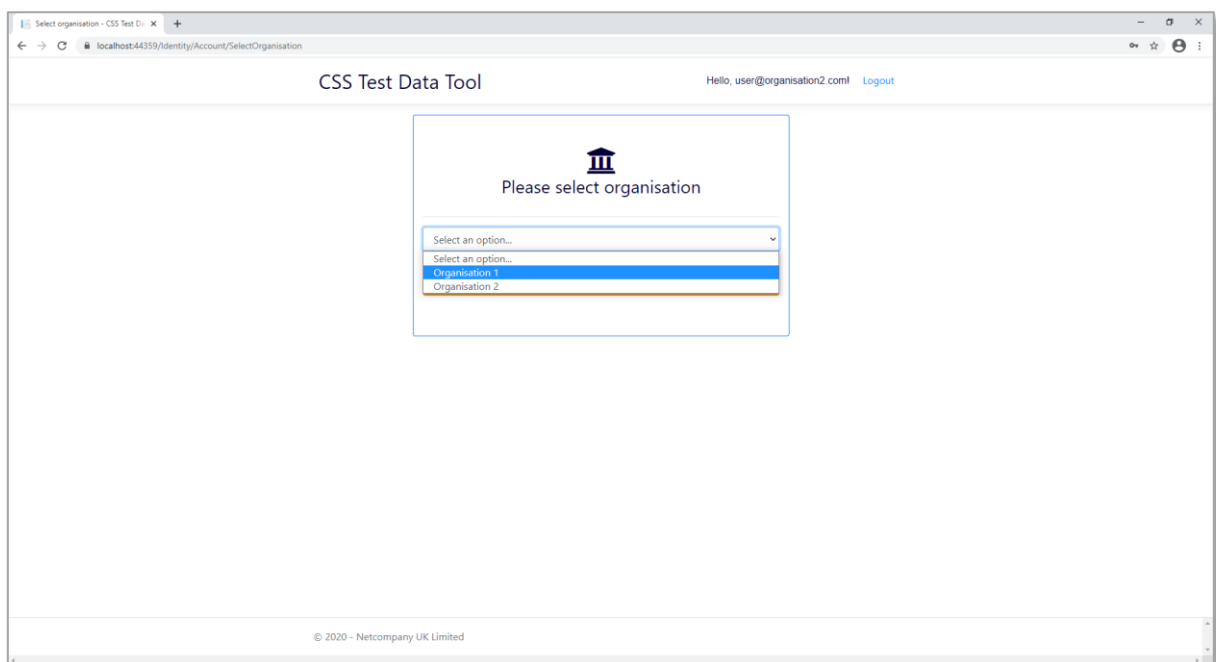 Select organisation - CSS Test Da
localhost:44359/Identity/Account/SelectOrganisation
CSS Test Data Tool
Hello, user@organisation2.com! Logout
Please select organisation
Select an option...
Select an option...
Organisation 1
Organisation 2
© 2020 - Netcompany UK Limited